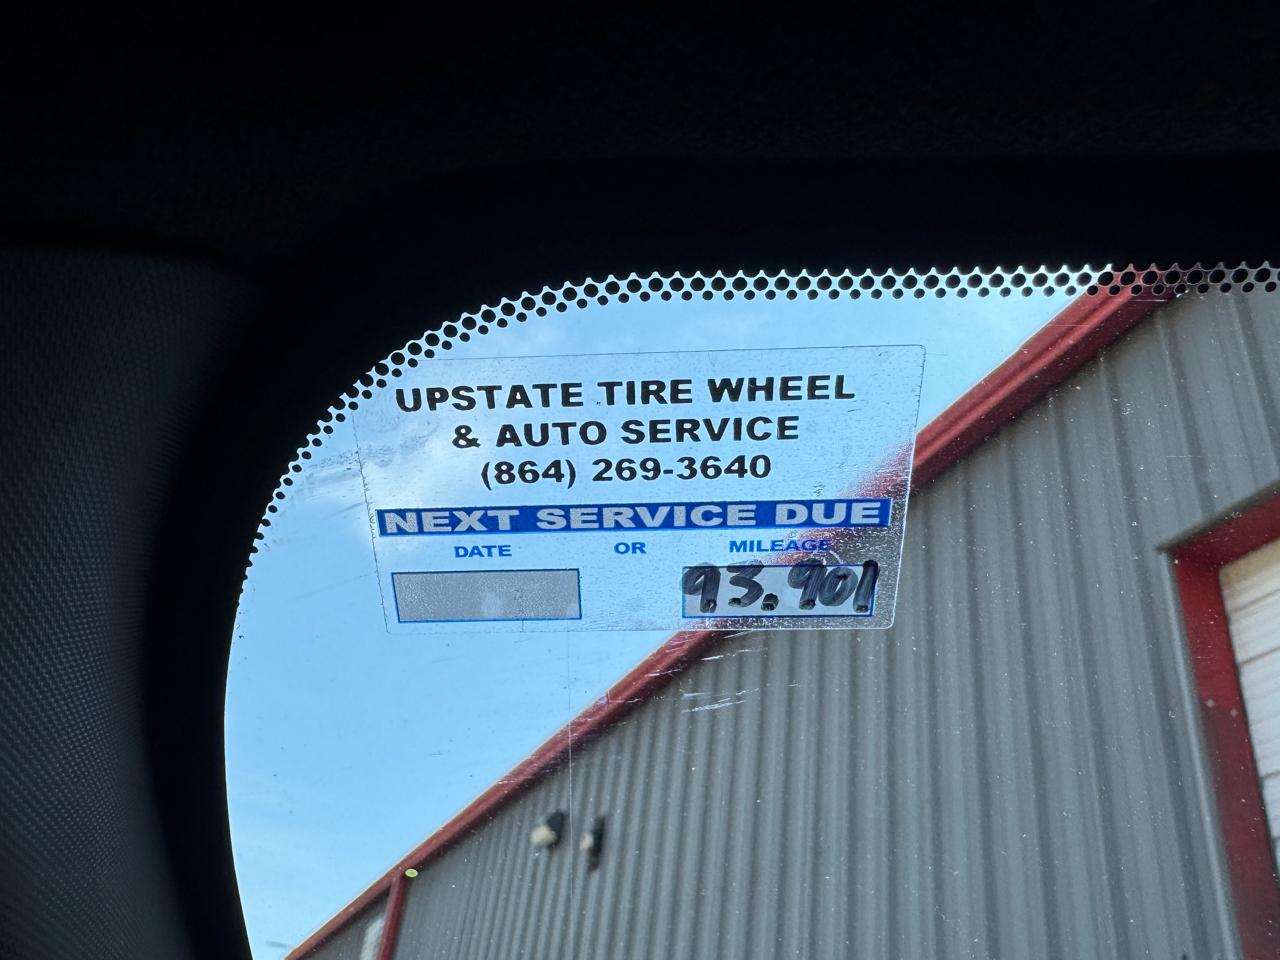 UPSTATE TIRE WHEEL
& AUTO SERVICE
(864) 269-3640
NEXT SERVICE DUE
DATE OR MILEAGE
93,901